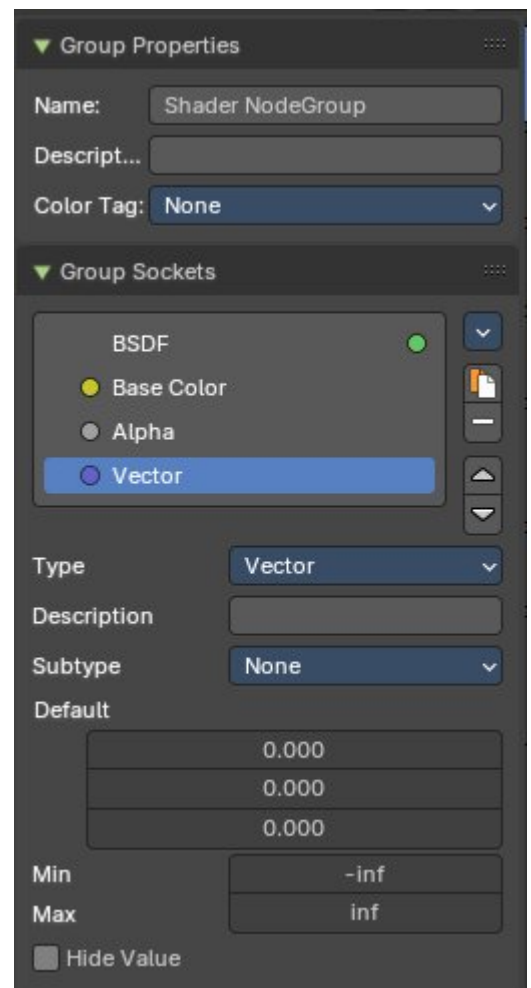 Group Properties
Name: Shader NodeGroup
Descript...
Color Tag: None
Group Sockets
BSDF
Base Color
Alpha
Vector
Type Vector
Description
Subtype None
Default
0.000
0.000
0.000
Min -inf
Max inf
Hide Value